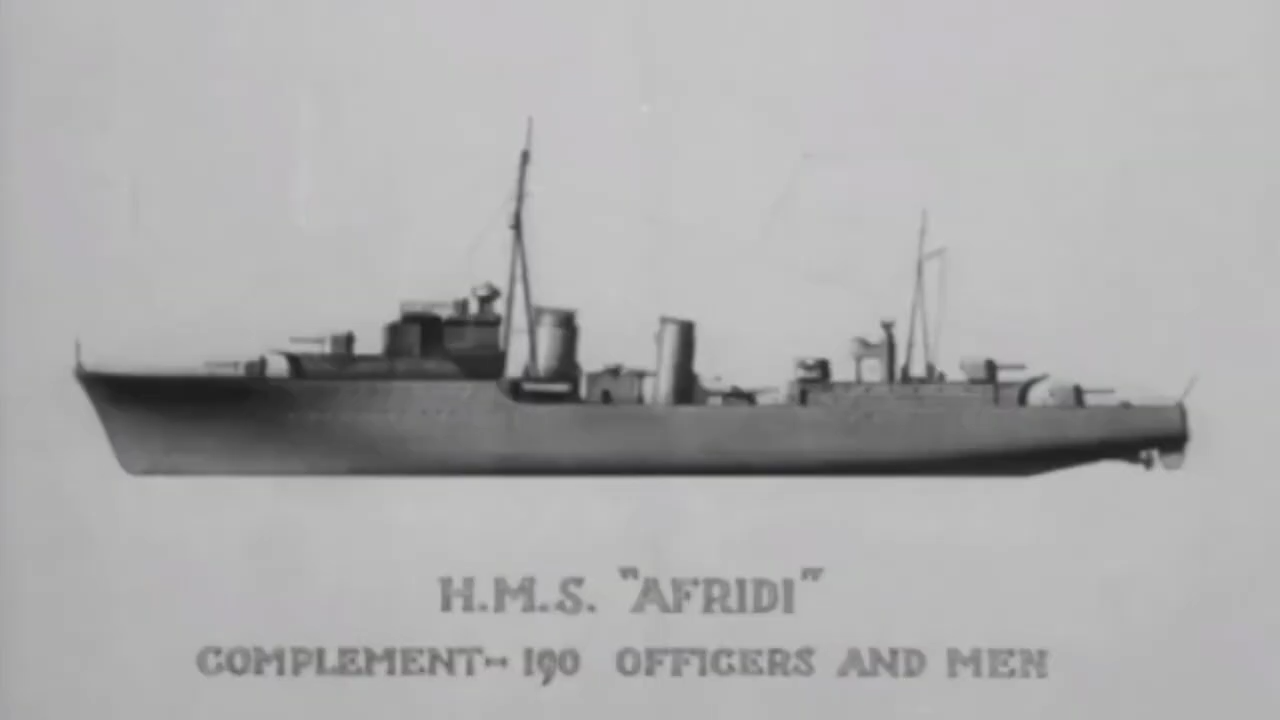 H.M.S. "AFRIDI"
COMPLEMENT-- 190 OFFICERS AND MEN